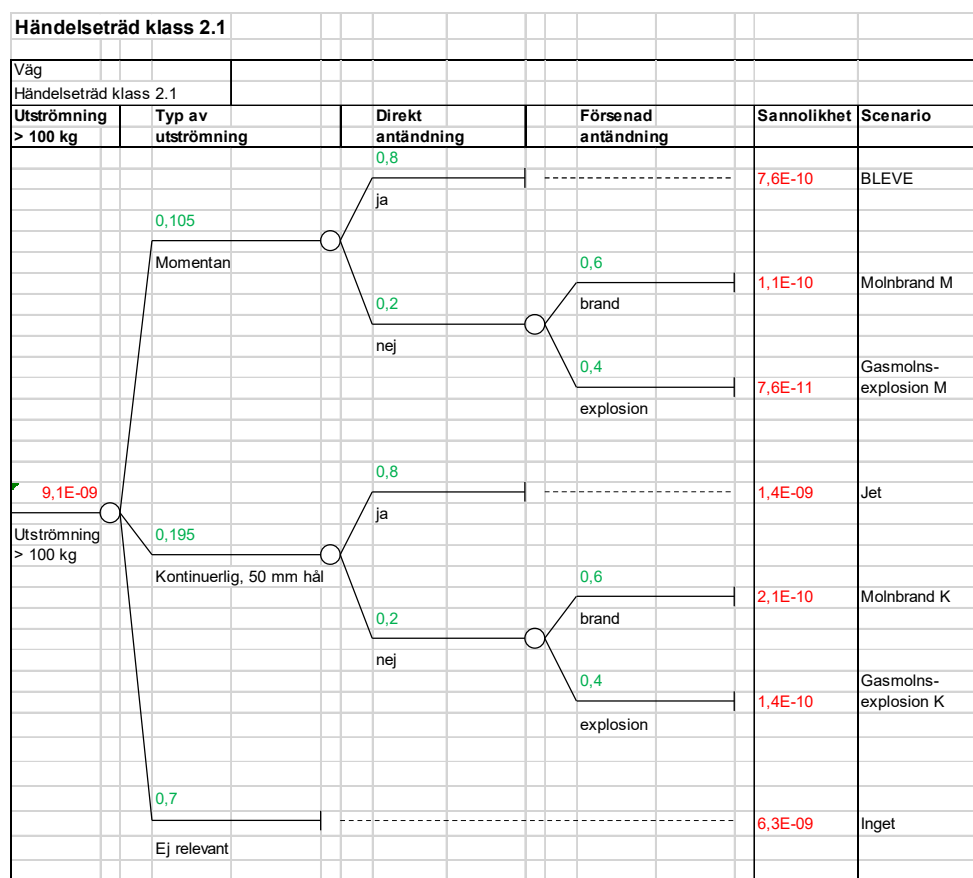 Händelseträd klass 2.1
Väg
Händelseträd klass 2.1
Utströmning Typ av Direkt Försenad Sannolikhet Scenario
> 100 kg utströmning antändning antändning
0,8
7,6E-10 BLEVE
ja
0,105
Momentan
0,6
1,1E-10 Molnbrand M
brand
0,2
nej
0,4
Gasmolns-
7,6E-11 explosion M
explosion
0,8
9,1E-09
1,4E-09 Jet
ja
Utströmning
0,195
> 100 kg
Kontinuerlig, 50 mm hål
0,6
2,1E-10 Molnbrand K
brand
0,2
nej
0,4
Gasmolns-
1,4E-10 explosion K
explosion
0,7
6,3E-09 Inget
Ej relevant